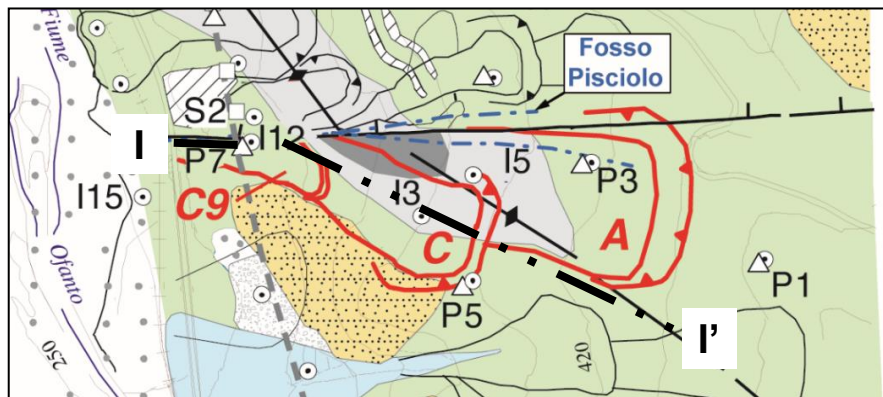 Fiume
Fosso
Pisciolo
S2
I
I12
P7
I5
P3
I15
C9
I3
C
A
P1
P5
Ofanto
I'
250
420